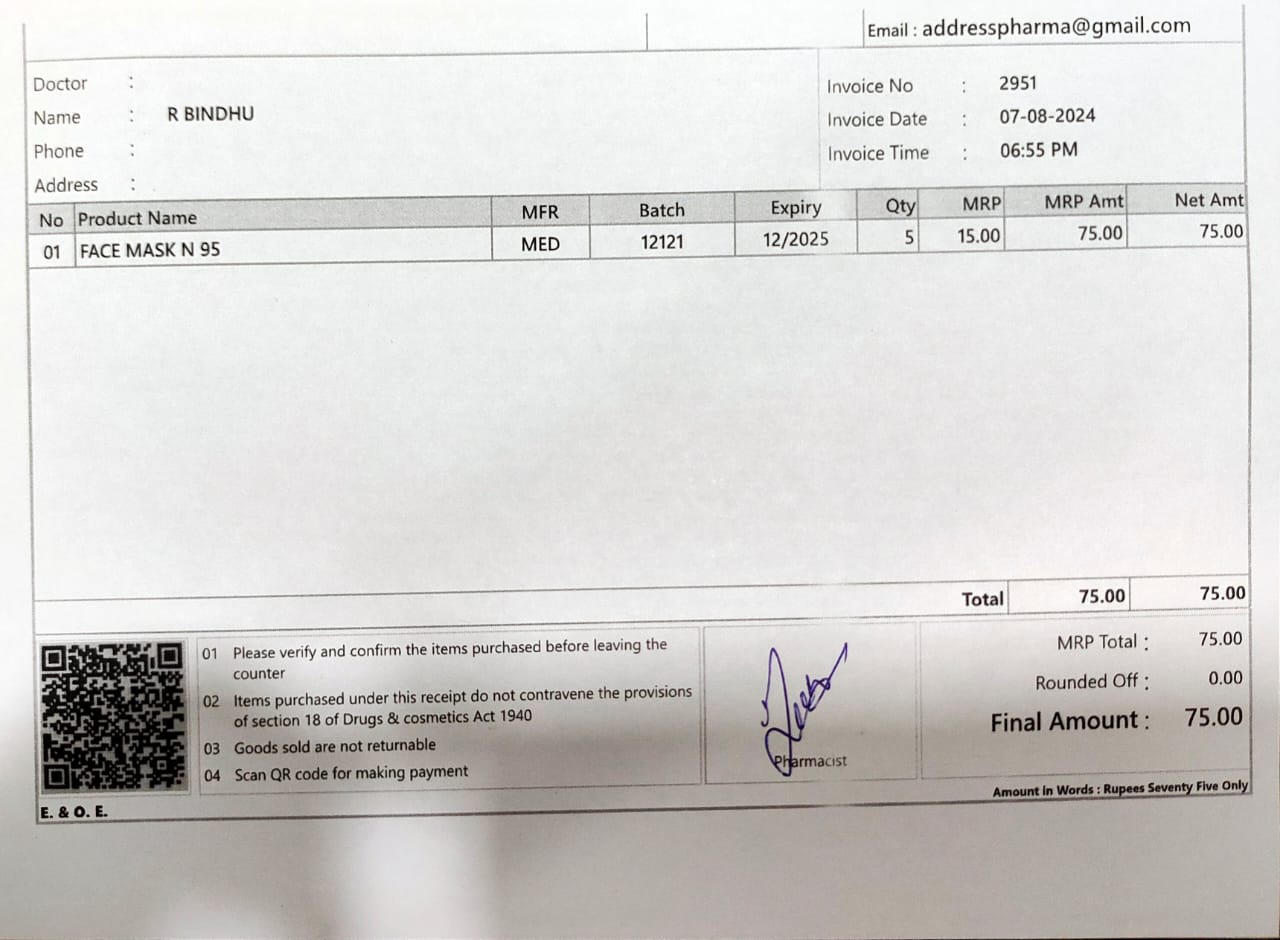 Email : addresspharma@gmail.com
Doctor :
Name : R BINDHU
Phone :
Address :
Invoice No : 2951
Invoice Date : 07-08-2024
Invoice Time : 06:55 PM
No Product Name MFR Batch Expiry Qty MRP MRP Amt Net Amt
01 FACE MASK N 95 MED 12121 12/2025 5 15.00 75.00 75.00
Total 75.00 75.00
01 Please verify and confirm the items purchased before leaving the
counter
02 Items purchased under this receipt do not contravene the provisions
of section 18 of Drugs & cosmetics Act 1940
03 Goods sold are not returnable
04 Scan QR code for making payment
Pharmacist
MRP Total : 75.00
Rounded Off : 0.00
Final Amount : 75.00
Amount in Words : Rupees Seventy Five Only
E. & O. E.